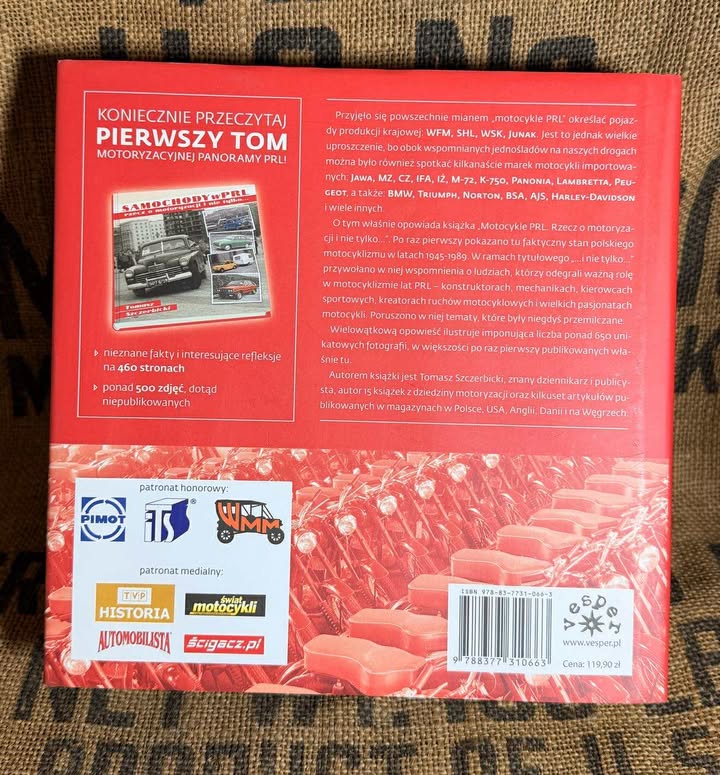 KONIECZNIE PRZECZYTAJ
PIERWSZY TOM
MOTORYZACYJNEJ PANORAMY PRL!
SAMOCHODY W PRL
rzecz o motoryzacji i nie tylko...
Tomasz
Szczerbicki
nieznane fakty i interesujące refleksje
na 460 stronach
ponad 500 zdjęć, dotąd
niepublikowanych
Przyjęło się powszechnie mianem „motocykle PRL” określać pojaz-
dy produkcji krajowej: WFM, SHL, WSK, Junak. Jest to jednak wielkie
uproszczenie, bo obok wspomnianych jednośladów na naszych drogach
można było również spotkać kilkanaście marek motocykli importowa-
nych: Jawa, MZ, CZ, IFA, IŻ, M-72, K-750, Panonia, Lambretta, Peu-
geot, a także: BMW, Triumph, Norton, BSA, AJS, Harley-Davidson
i wiele innych.
O tym właśnie opowiada książka „Motocykle PRL. Rzecz o motoryza-
cji i nie tylko...”. Po raz pierwszy pokazano tu faktyczny stan polskiego
motocyklizmu w latach 1945-1989. W ramach tytułowego „...i nie tylko...”
przywołano w niej wspomnienia o ludziach, którzy odegrali ważną rolę
w motocyklizmie lat PRL – konstruktorach, mechanikach, kierowcach
sportowych, kreatorach ruchów motocyklowych i wielkich pasjonatach
motocykli. Poruszono w niej tematy, które były niegdyś przemilczane.
Wielowątkową opowieść ilustruje imponująca liczba ponad 650 uni-
katowych fotografii, w większości po raz pierwszy publikowanych wła-
śnie tu.
Autorem książki jest Tomasz Szczerbicki, znany dziennikarz i publicy-
sta, autor 15 książek z dziedziny motoryzacji oraz kilkuset artykułów pu-
blikowanych w magazynach w Polsce, USA, Anglii, Danii i na Węgrzech.
patronat honorowy:
PIMOT
ITS ®
WMM
patronat medialny:
TVP
HISTORIA
świat
motocykli
AUTOMOBILISTA
ścigacz.pl
ISBN 978-83-7731-066-3
9 788377 310663
vesper
www.vesper.pl
Cena: 119,90 zł